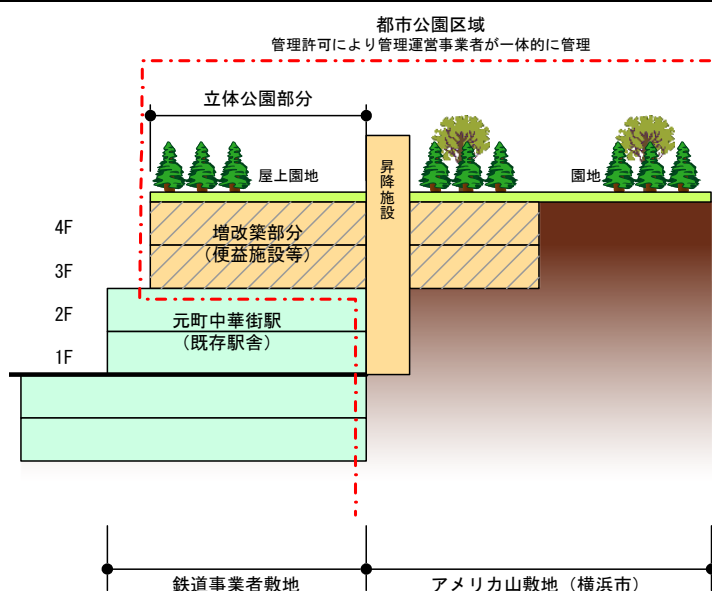 都市公園区域
管理許可により管理運営事業者が一体的に管理
立体公園部分
屋上園地
昇降施設
園地
4F
増改築部分
(便益施設等)
3F
2F
元町中華街駅
(既存駅舎)
1F
鉄道事業者敷地
アメリカ山敷地（横浜市）